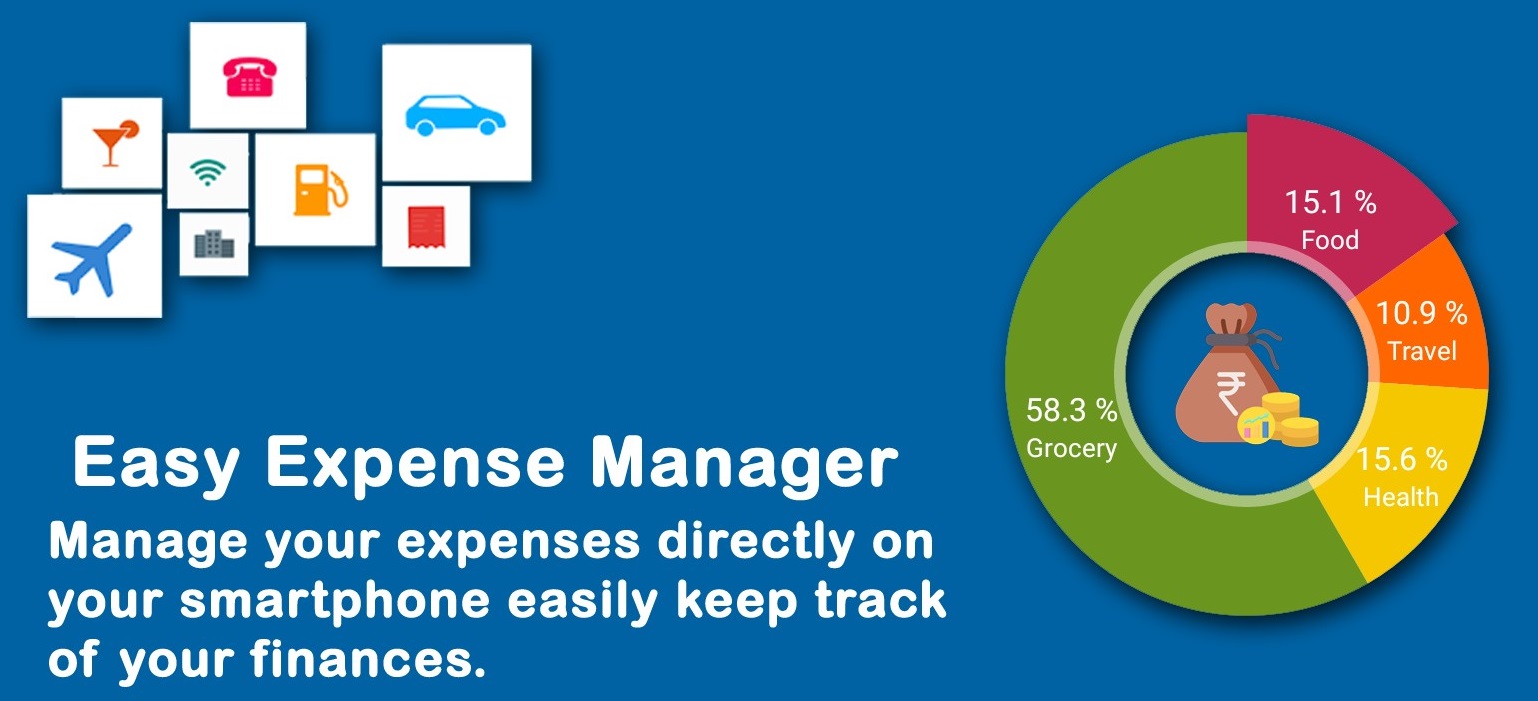 Easy Expense Manager
Manage your expenses directly on
your smartphone easily keep track
of your finances.
15.1 %
Food
10.9 %
Travel
15.6 %
Health
58.3 %
Grocery
₹